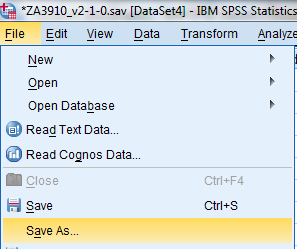 *ZA3910_v2-1-0.sav [DataSet4] - IBM SPSS Statistics
File Edit View Data Transform Analyze
New
Open
Open Database
Read Text Data...
Read Cognos Data...
Close Ctrl+F4
Save Ctrl+S
Save As...